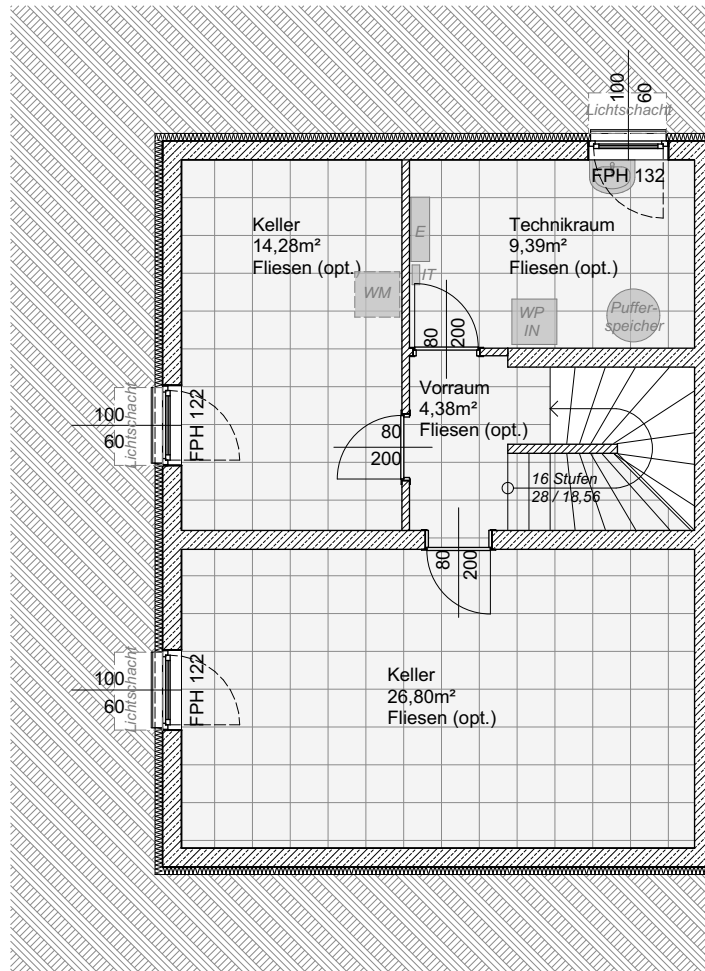 100
60
Lichtschacht
FPH 132
Keller
14,28m²
Fliesen (opt.)
Technikraum
9,39m²
Fliesen (opt.)
E
IT
WM
WP
IN
Puffer-
speicher
80
200
Vorraum
4,38m²
Fliesen (opt.)
Lichtschacht
100
60
FPH 122
80
200
16 Stufen
28 / 18,56
80
200
Lichtschacht
100
60
FPH 122
Keller
26,80m²
Fliesen (opt.)